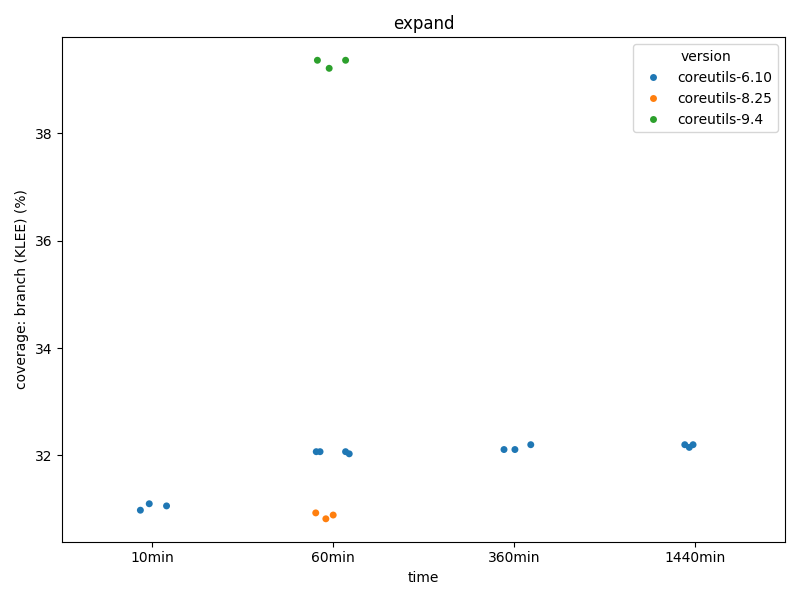 expand
version
coreutils-6.10
coreutils-8.25
coreutils-9.4
coverage: branch (KLEE) (%)
38
36
34
32
10min
60min
360min
1440min
time